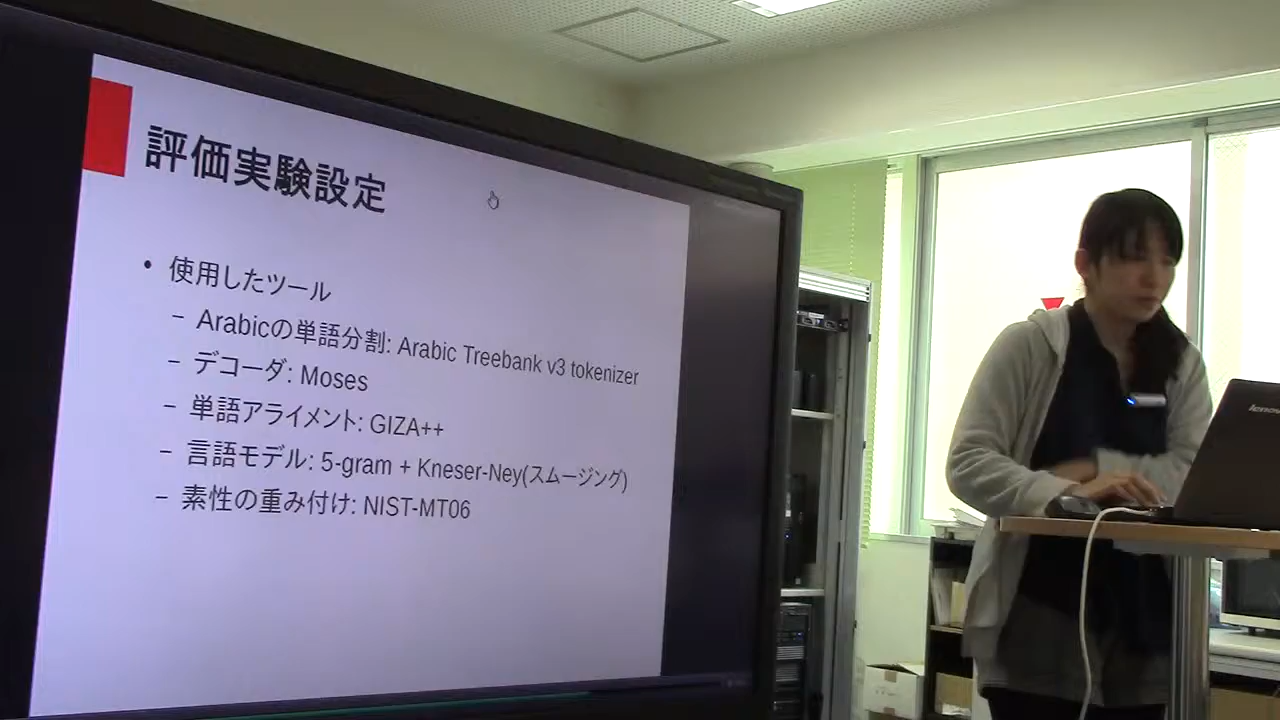 評価実験設定
• 使用したツール
– Arabicの単語分割: Arabic Treebank v3 tokenizer
– デコーダ: Moses
– 単語アライメント: GIZA++
– 言語モデル: 5-gram + Kneser-Ney(スムージング)
– 素性の重み付け: NIST-MT06
lenovo